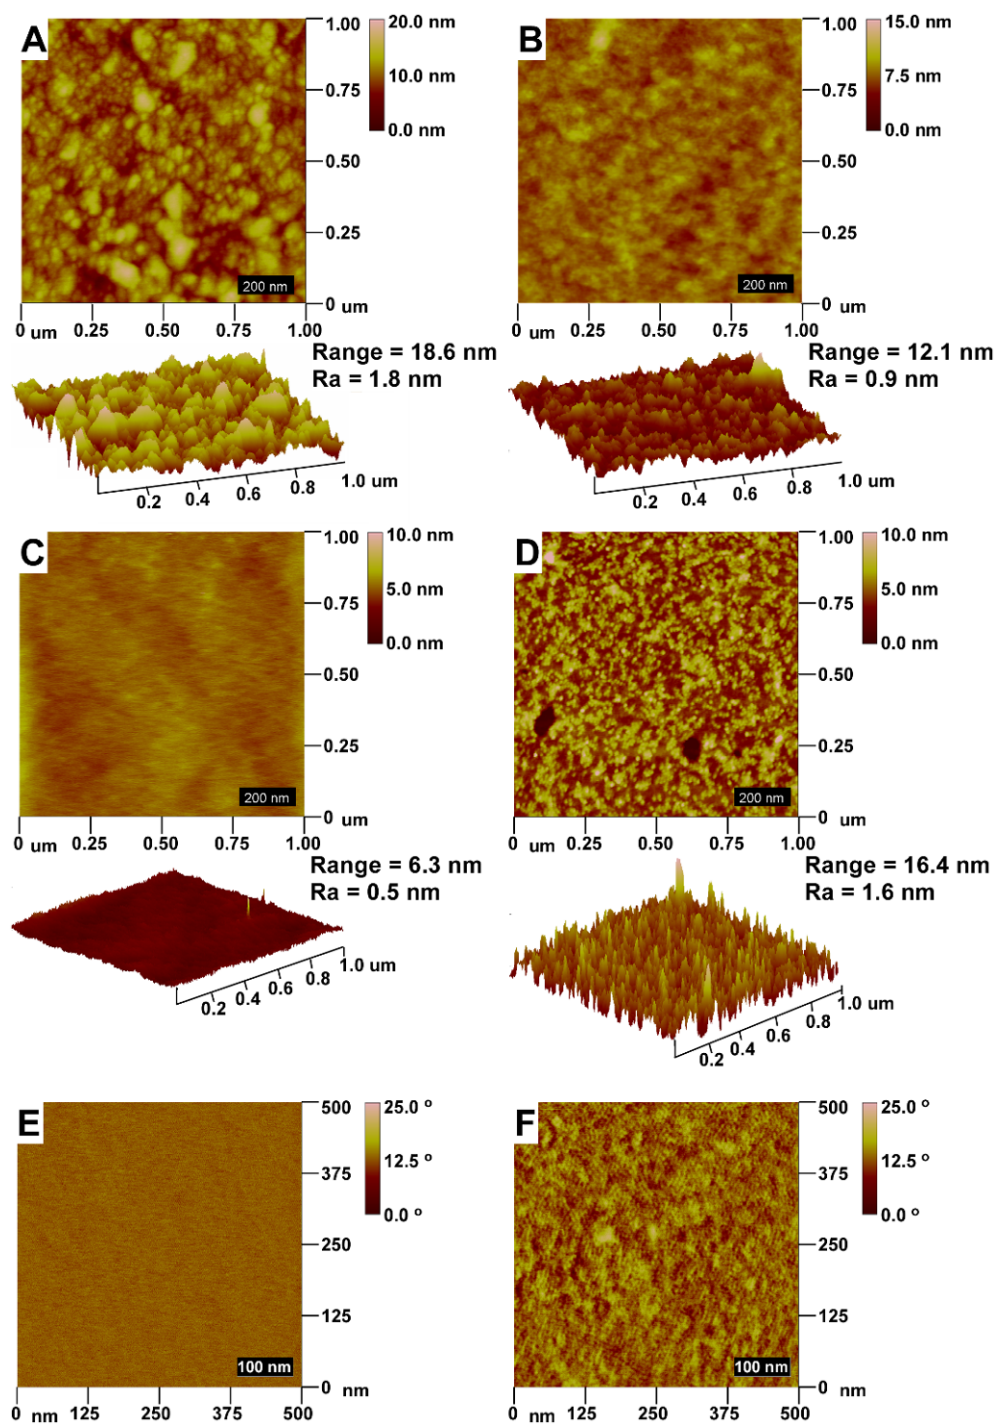 A
20.0 nm
10.0 nm
0.0 nm
1.00
0.75
0.50
0.25
0 um
200 nm
0 um 0.25 0.50 0.75 1.00
Range = 18.6 nm
Ra = 1.8 nm
0.2 0.4 0.6 0.8 1.0 um
B
15.0 nm
7.5 nm
0.0 nm
1.00
0.75
0.50
0.25
0 um
200 nm
0 um 0.25 0.50 0.75 1.00
Range = 12.1 nm
Ra = 0.9 nm
0.2 0.4 0.6 0.8 1.0 um
C
10.0 nm
5.0 nm
0.0 nm
1.00
0.75
0.50
0.25
0 um
200 nm
0 um 0.25 0.50 0.75 1.00
Range = 6.3 nm
Ra = 0.5 nm
0.2 0.4 0.6 0.8 1.0 um
D
10.0 nm
5.0 nm
0.0 nm
1.00
0.75
0.50
0.25
0 um
200 nm
0 um 0.25 0.50 0.75 1.00
Range = 16.4 nm
Ra = 1.6 nm
0.2 0.4 0.6 0.8 1.0 um
E
25.0 °
12.5 °
0.0 °
500
375
250
125
0 nm
100 nm
0 nm 125 250 375 500
F
25.0 °
12.5 °
0.0 °
500
375
250
125
0 nm
100 nm
0 nm 125 250 375 500